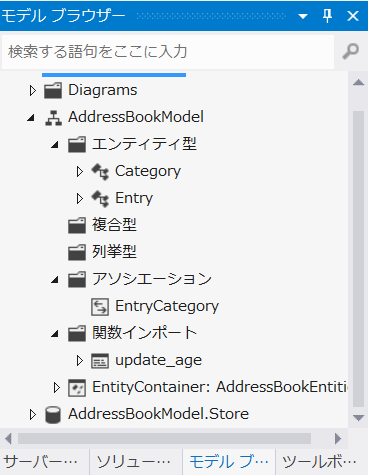 モデル ブラウザー
検索する語句をここに入力
Diagrams
AddressBookModel
エンティティ型
Category
Entry
複合型
列挙型
アソシエーション
EntryCategory
関数インポート
update_age
EntityContainer: AddressBookEntitie
AddressBookModel.Store
サーバー… ソリュー… モデル ブ… ツールボ…